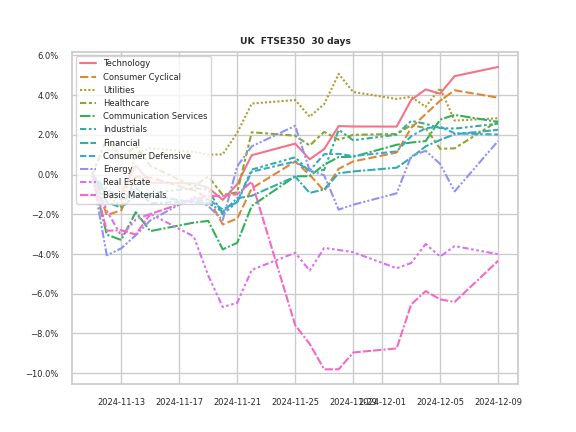 UK  FTSE350  30 days
6.0%
4.0%
2.0%
0.0%
−2.0%
−4.0%
−6.0%
−8.0%
−10.0%
Technology
Consumer Cyclical
Utilities
Healthcare
Communication Services
Industrials
Financial
Consumer Defensive
Energy
Real Estate
Basic Materials
2024-11-13 2024-11-17 2024-11-21 2024-11-25 2024-11-29 2024-12-01 2024-12-05 2024-12-09